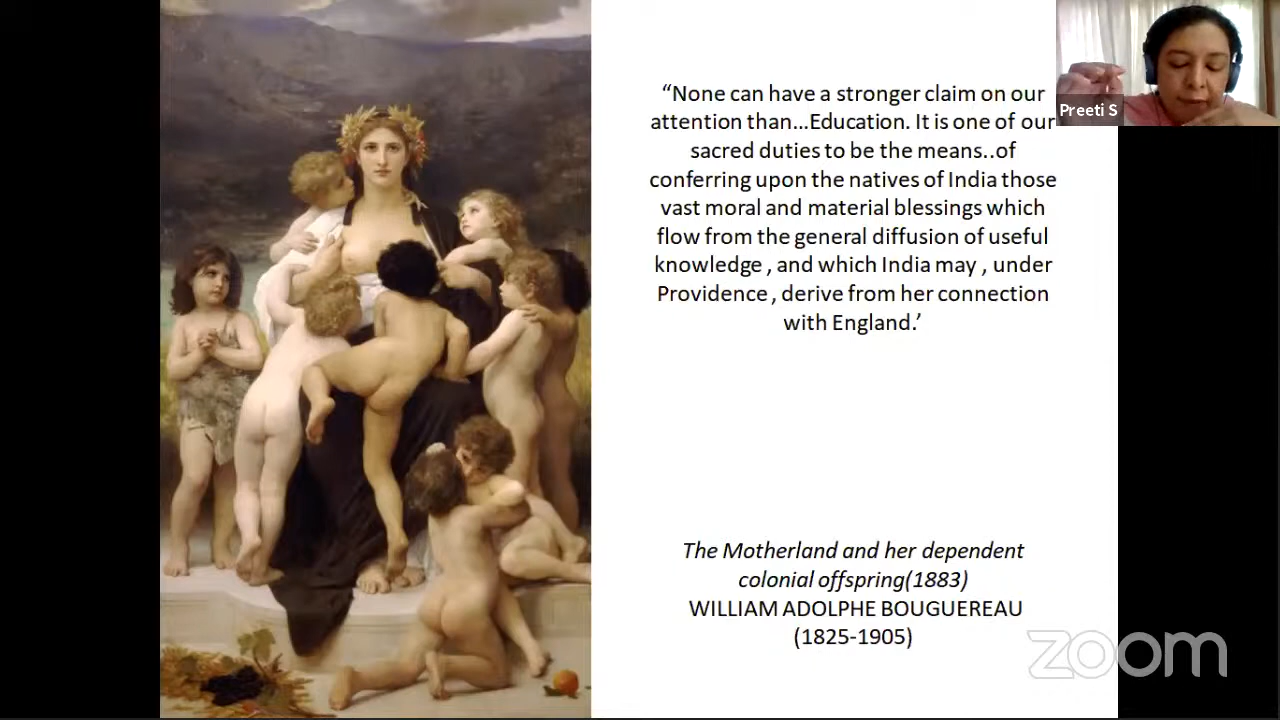 “None can have a stronger claim on our
attention than...Education. It is one of our
sacred duties to be the means..of
conferring upon the natives of India those
vast moral and material blessings which
flow from the general diffusion of useful
knowledge , and which India may , under
Providence , derive from her connection
with England.’
Preeti S
The Motherland and her dependent
colonial offspring(1883)
WILLIAM ADOLPHE BOUGUEREAU
(1825-1905)
zoom